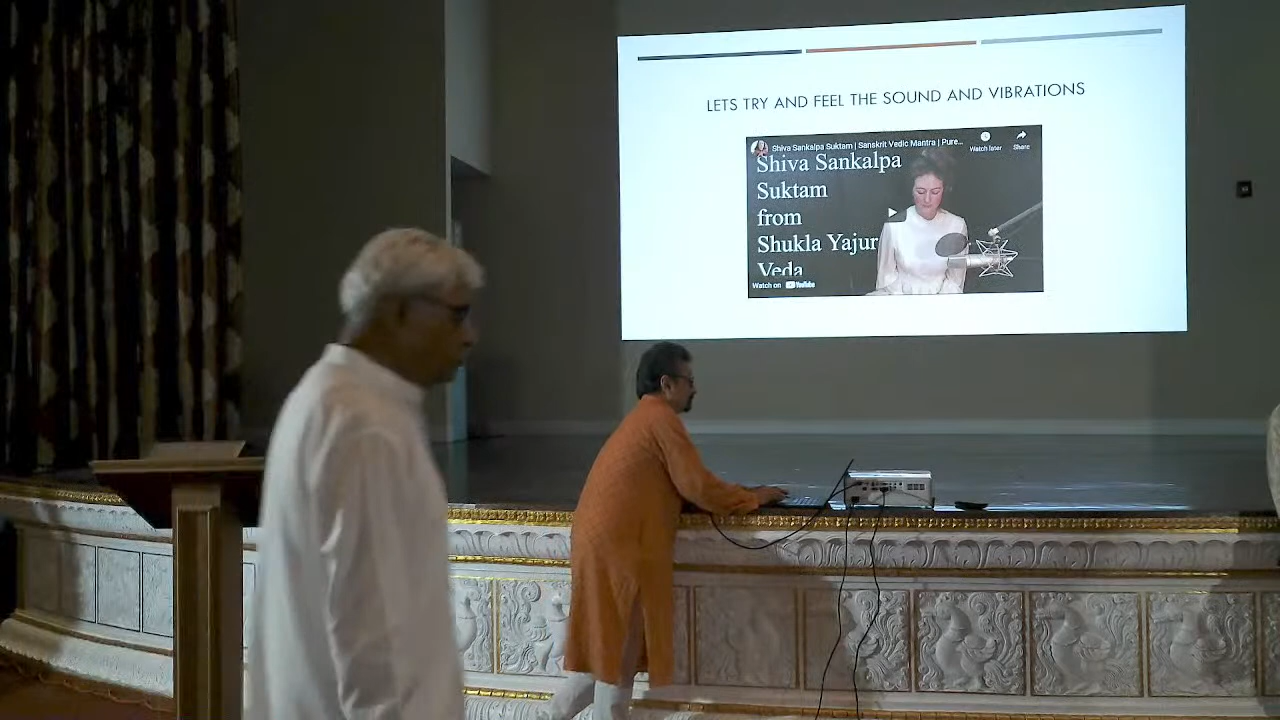 LETS TRY AND FEEL THE SOUND AND VIBRATIONS
Shiva Sankalpa Suktam | Sanskrit Vedic Mantra | Pure...
Watch later
Share
Shiva Sankalpa
Suktam
from
Shukla Yajur
Veda
Watch on YouTube